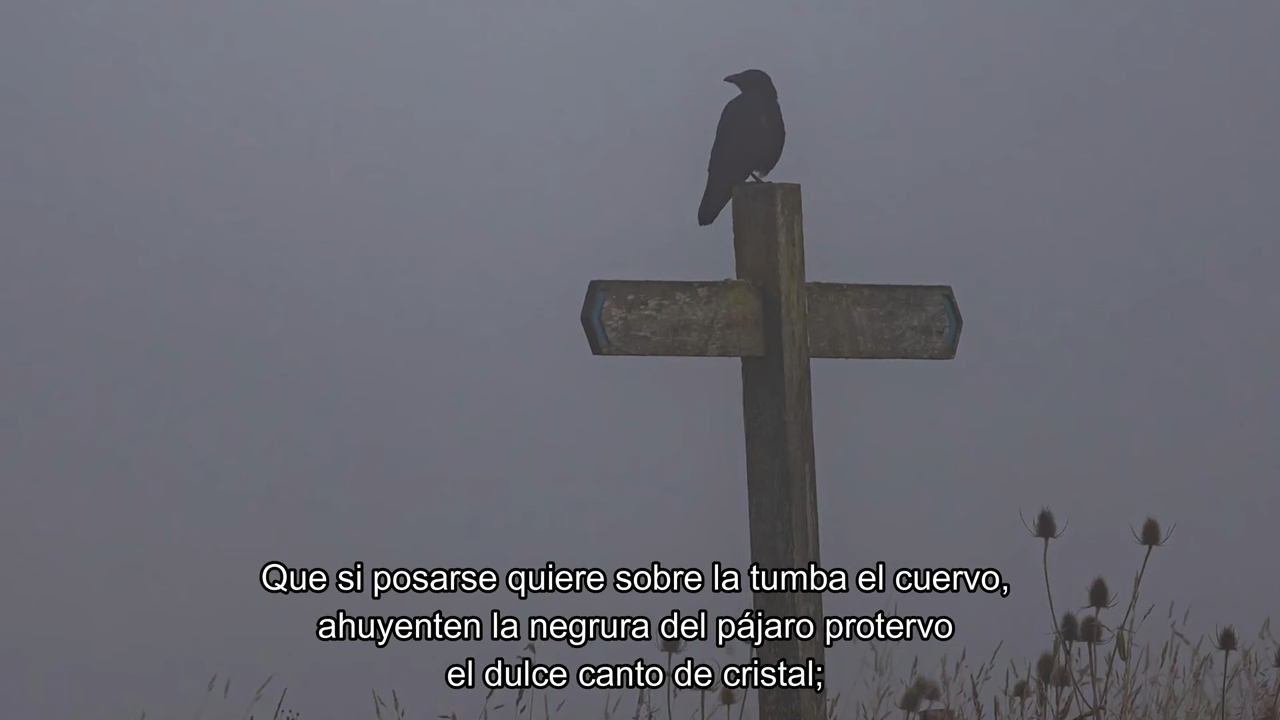 Que si posarse quiere sobre la tumba el cuervo,
ahuyenten la negrura del pájaro protervo
el dulce canto de cristal;